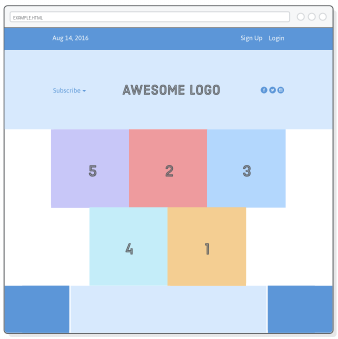 EXAMPLE.HTML
Aug 14, 2016 Sign Up Login
Subscribe AWESOME LOGO
5 2 3
4 1